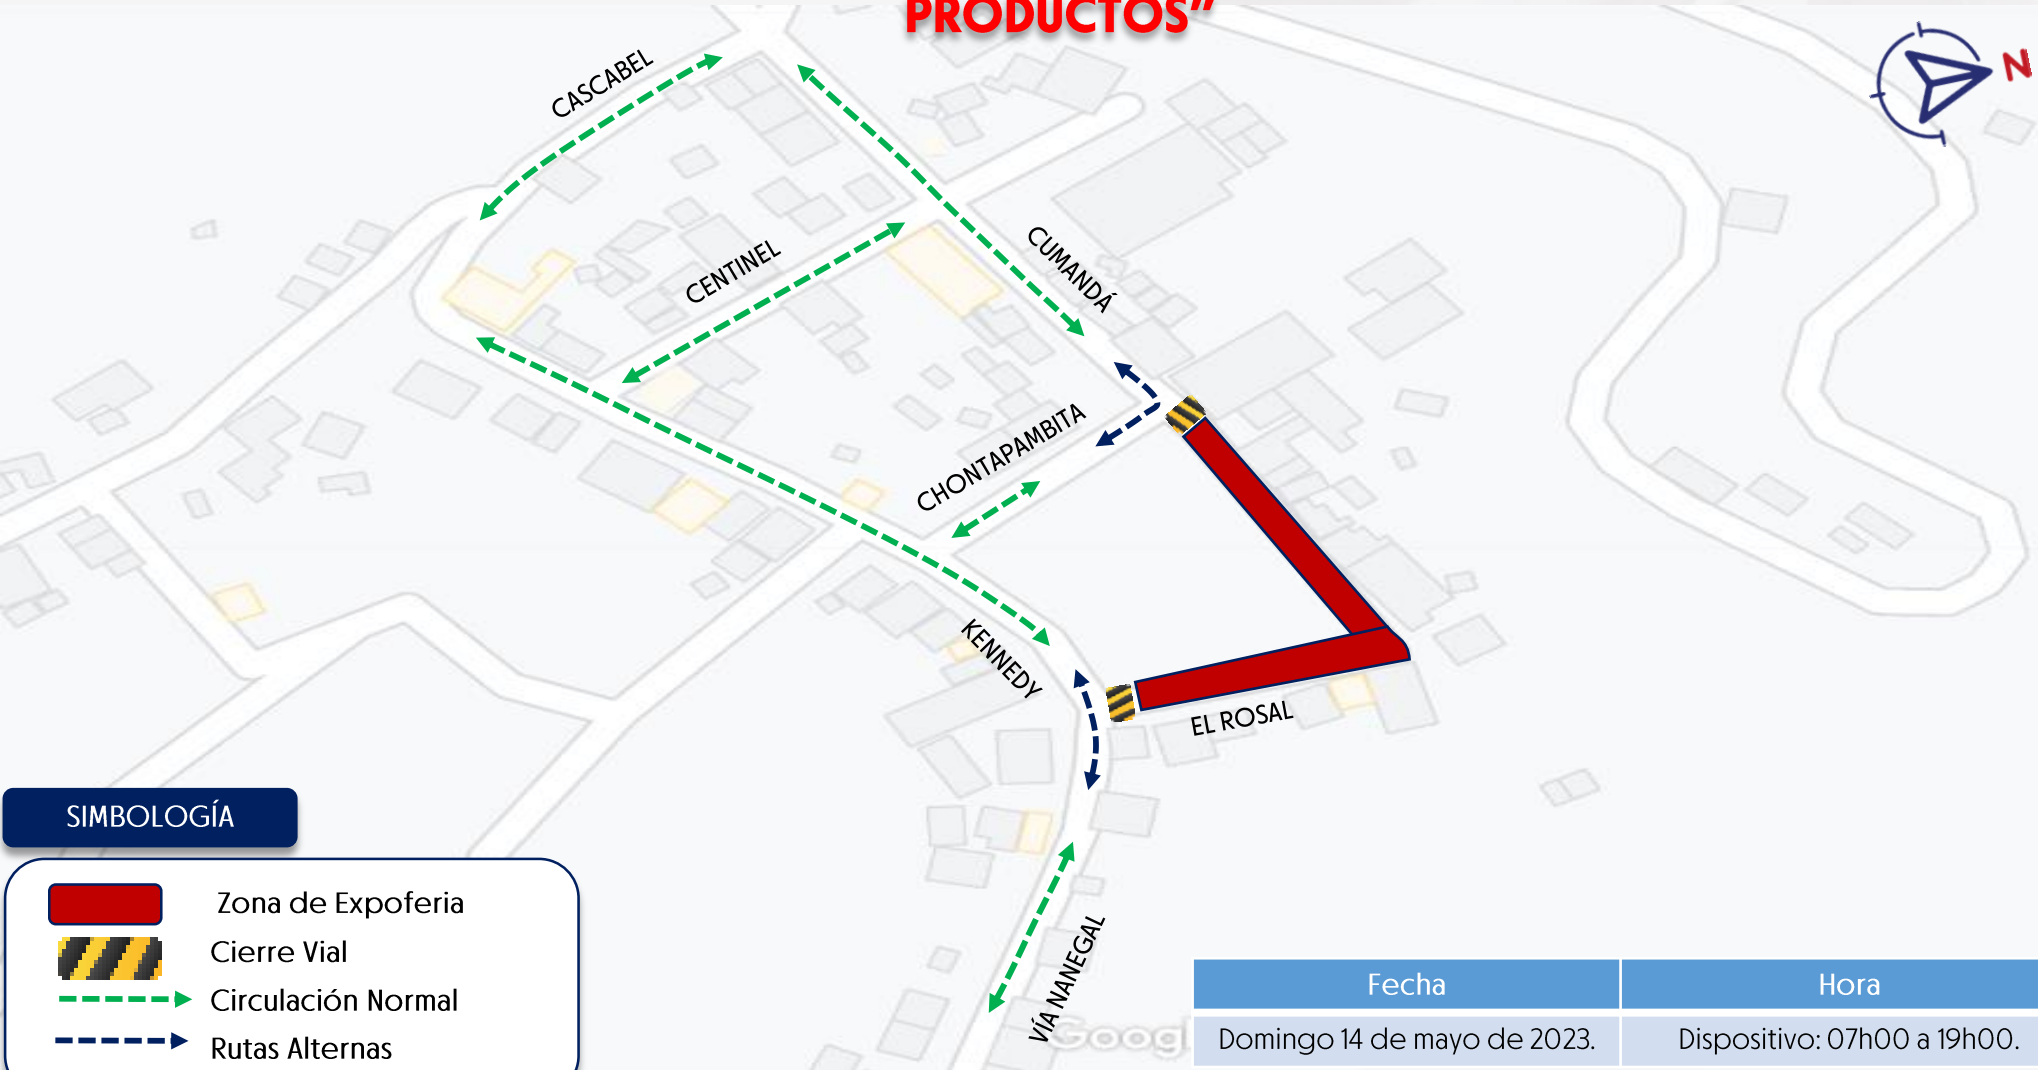 PRODUCTOS”
N
CASCABEL
CUMANDÁ
CENTINEL
CHONTAPAMBITA
KENNEDY
EL ROSAL
VÍA NANEGAL
SIMBOLOGÍA
Zona de Expoferia
Cierre Vial
Circulación Normal
Rutas Alternas
Googl
Fecha Hora
Domingo 14 de mayo de 2023. Dispositivo: 07h00 a 19h00.